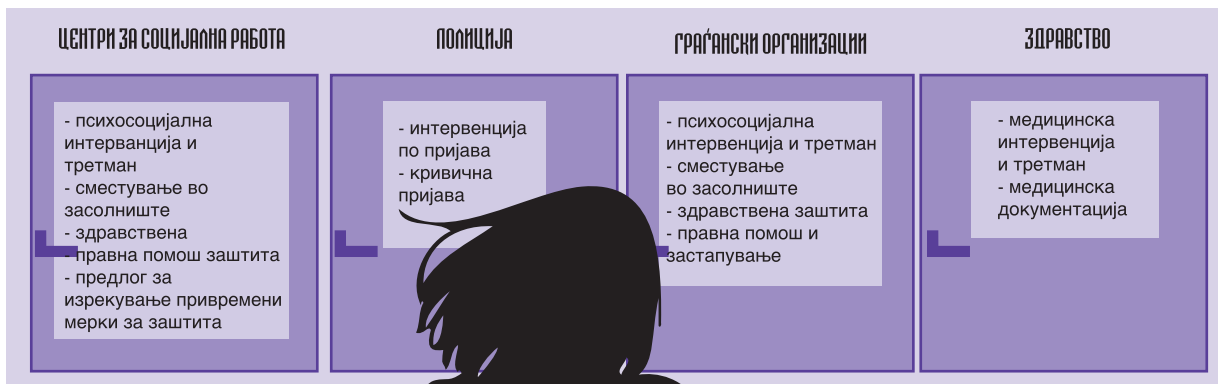 ЦЕНТРИ ЗА СОЦИЈАЛНА РАБОТА
- психосоцијална
интерванција и
третман
- сместување во
засолниште
- здравствена
- правна помош заштита
- предлог за
изрекување привремени
мерки за заштита
ПОЛИЦИЈА
- интервенција
по пријава
- кривична
пријава
ГРАЃАНСКИ ОРГАНИЗАЦИИ
- психосоцијална
интервенција и третман
- сместување
во засолниште
- здравствена заштита
- правна помош и
застапување
ЗДРАВСТВО
- медицинска
интервенција
и третман
- медицинска
документација